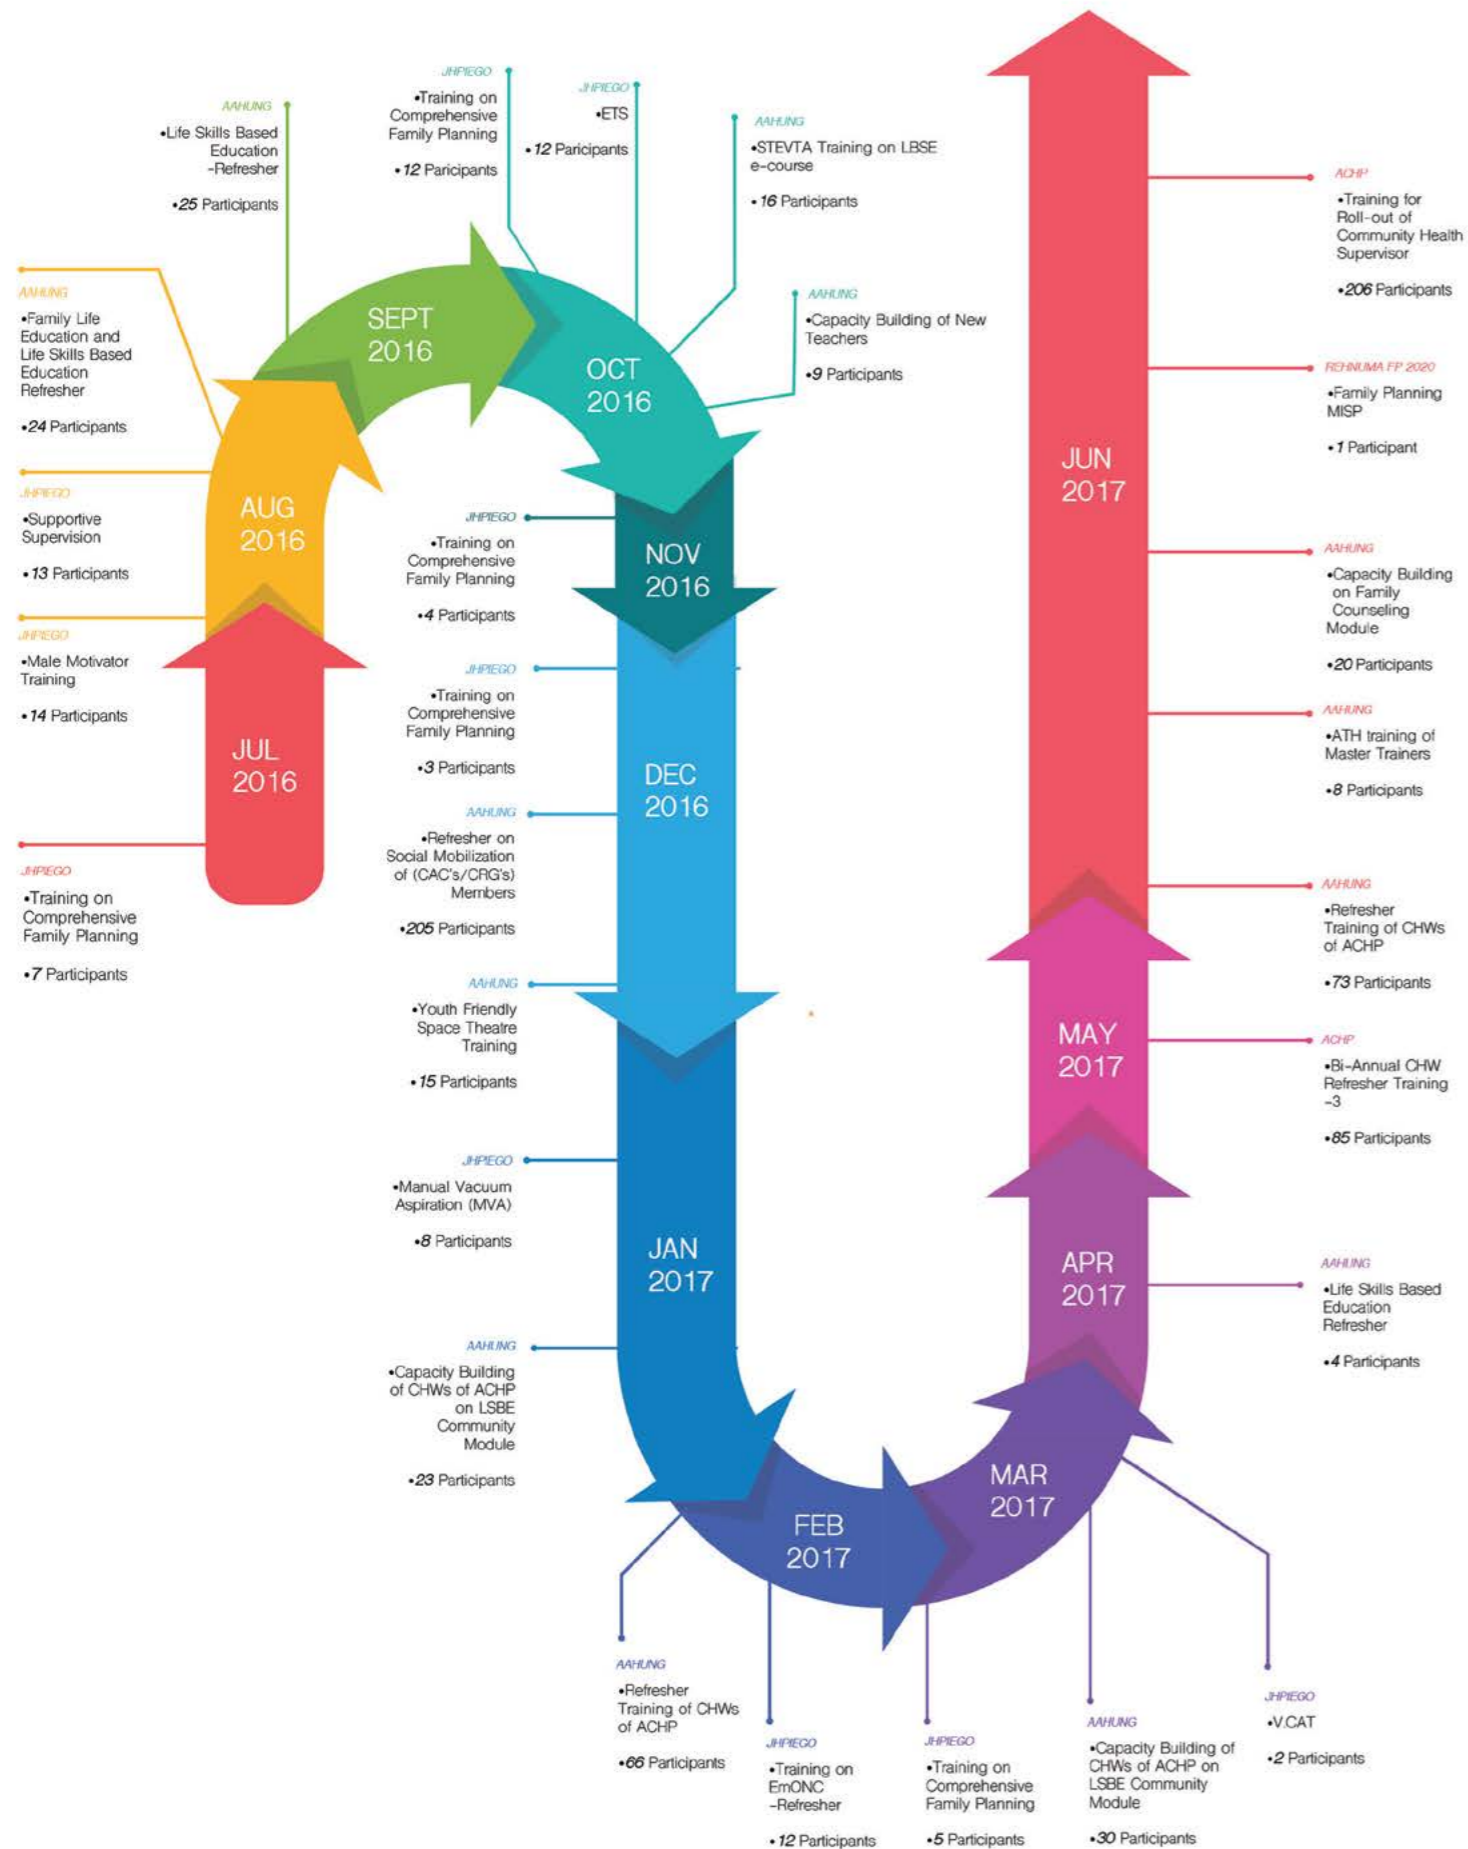 JUL
2016
JHPIEGO
•Training on
Comprehensive
Family Planning
•7 Participants
AUG
2016
JHPIEGO
•Male Motivator
Training
•14 Participants
JHPIEGO
•Supportive
Supervision
•13 Participants
AAHUNG
•Family Life
Education and
Life Skills Based
Education
Refresher
•24 Participants
SEPT
2016
AAHUNG
•Life Skills Based
Education
-Refresher
•25 Participants
OCT
2016
JHPIEGO
•Training on
Comprehensive
Family Planning
•12 Paricipants
JHPIEGO
•ETS
•12 Paricipants
AAHUNG
•STEVTA Training on LBSE
e-course
•16 Participants
AAHUNG
•Capacity Building of New
Teachers
•9 Participants
NOV
2016
JHPIEGO
•Training on
Comprehensive
Family Planning
•4 Participants
DEC
2016
JHPIEGO
•Training on
Comprehensive
Family Planning
•3 Participants
AAHUNG
•Refresher on
Social Mobilization
of (CAC's/CRG's)
Members
•205 Participants
AAHUNG
•Youth Friendly
Space Theatre
Training
•15 Participants
JAN
2017
JHPIEGO
•Manual Vacuum
Aspiration (MVA)
•8 Participants
AAHUNG
•Capacity Building
of CHWs of ACHP
on LSBE
Community
Module
•23 Participants
FEB
2017
AAHUNG
•Refresher
Training of CHWs
of ACHP
•66 Participants
JHPIEGO
•Training on
EmONC
-Refresher
•12 Participants
MAR
2017
JHPIEGO
•Training on
Comprehensive
Family Planning
•5 Participants
AAHUNG
•Capacity Building of
CHWs of ACHP on
LSBE Community
Module
•30 Participants
JHPIEGO
•V.CAT
•2 Participants
APR
2017
AAHUNG
•Life Skills Based
Education
Refresher
•4 Participants
MAY
2017
ACHP
•Bi-Annual CHW
Refresher Training
-3
•85 Participants
JUN
2017
AAHUNG
•Refresher
Training of CHWs
of ACHP
•73 Participants
AAHUNG
•ATH training of
Master Trainers
•8 Participants
AAHUNG
•Capacity Building
on Family
Counseling
Module
•20 Participants
REHNUMA FP 2020
•Family Planning
MISP
•1 Participant
ACHP
•Training for
Roll-out of
Community Health
Supervisor
•206 Participants